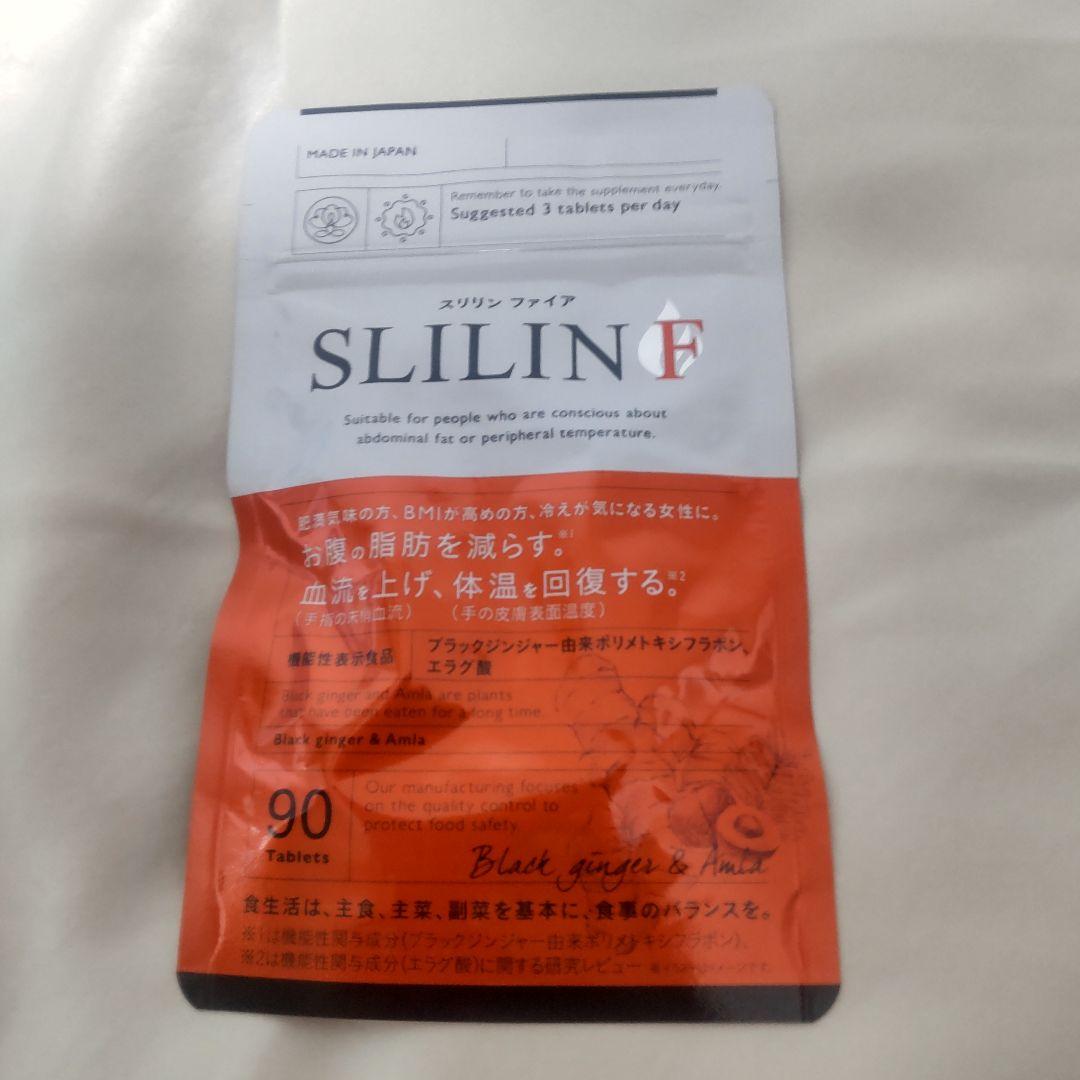 MADE IN JAPAN
Remember to take the supplement everyday.
Suggested 3 tablets per day
スリリン ファイア
SLILIN F
Suitable for people who are conscious about
abdominal fat or peripheral temperature.
肥満気味の方、BMIが高めの方、冷えが気になる女性に。
お腹の脂肪を減らす。※1
血流を上げ、体温を回復する。※2
(手指の末梢血流) (手の皮膚表面温度)
機能性表示食品
ブラックジンジャー由来ポリメトキシフラボン、
エラグ酸
Black ginger and Amla are plants
that have been eaten for a long time.
Black ginger & Amla
90
Tablets
Our manufacturing focuses
on the quality control to
protect food safety.
Black ginger & Amla
食生活は、主食、主菜、副菜を基本に、食事のバランスを。
※1は機能性関与成分(ブラックジンジャー由来ポリメトキシフラボン)、
※2は機能性関与成分(エラグ酸)に関する研究レビュー